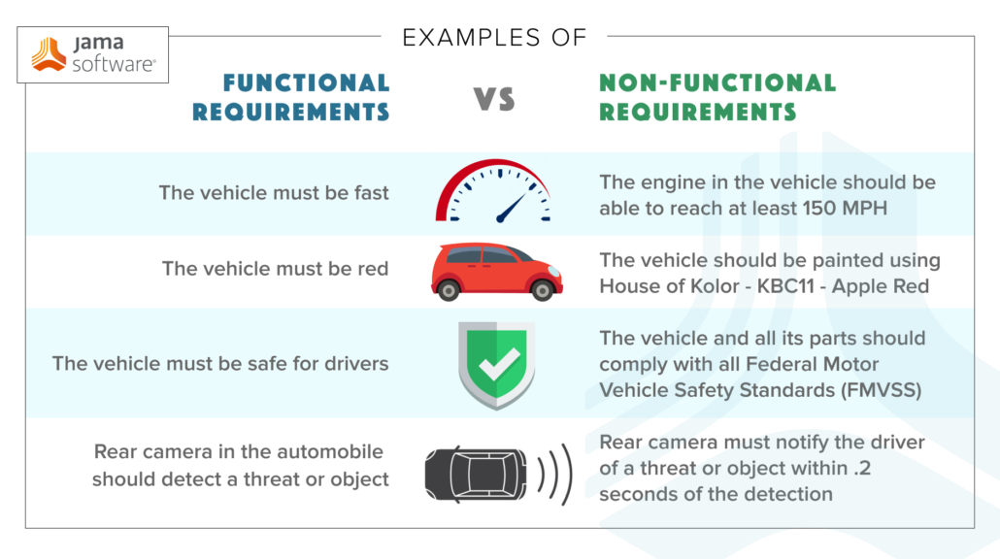 jama
software®
EXAMPLES OF
FUNCTIONAL
REQUIREMENTS
VS
NON-FUNCTIONAL
REQUIREMENTS
The vehicle must be fast
The engine in the vehicle should be
able to reach at least 150 MPH
The vehicle must be red
The vehicle should be painted using
House of Kolor - KBC11 - Apple Red
The vehicle must be safe for drivers
The vehicle and all its parts should
comply with all Federal Motor
Vehicle Safety Standards (FMVSS)
Rear camera in the automobile
should detect a threat or object
Rear camera must notify the driver
of a threat or object within .2
seconds of the detection